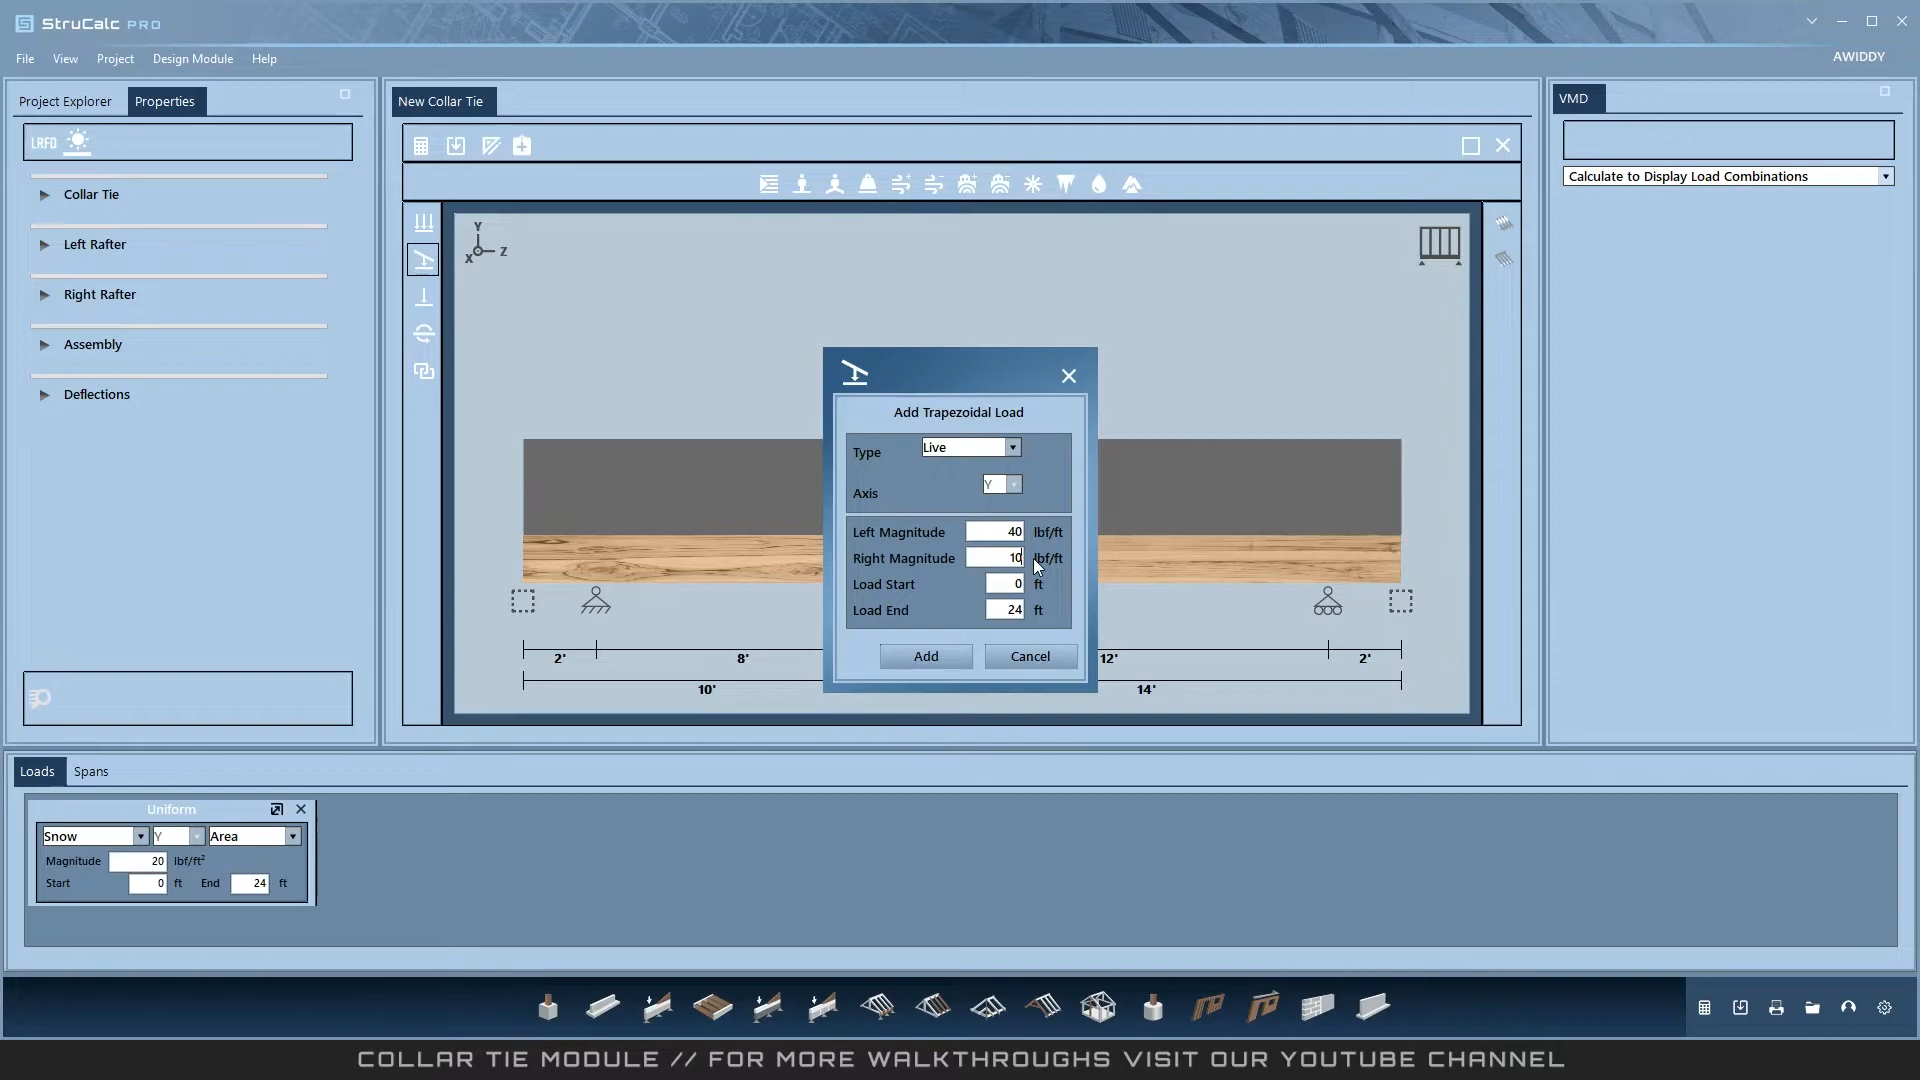 StruCalc PRO
File View Project Design Module Help
AWIDDY
Project Explorer Properties
New Collar Tie
VMD
LRFD
Calculate to Display Load Combinations
Collar Tie
Left Rafter
Right Rafter
Assembly
Deflections
Y
X Z
Add Trapezoidal Load
Type Live
Axis Y
Left Magnitude 40 lbf/ft
Right Magnitude 10 lbf/ft
Load Start 0 ft
Load End 24 ft
Add Cancel
2' 8' 12' 2'
10' 14'
Loads Spans
Uniform
Snow Y Area
Magnitude 20 lbf/ft²
Start 0 ft End 24 ft
COLLAR TIE MODULE // FOR MORE WALKTHROUGHS VISIT OUR YOUTUBE CHANNEL